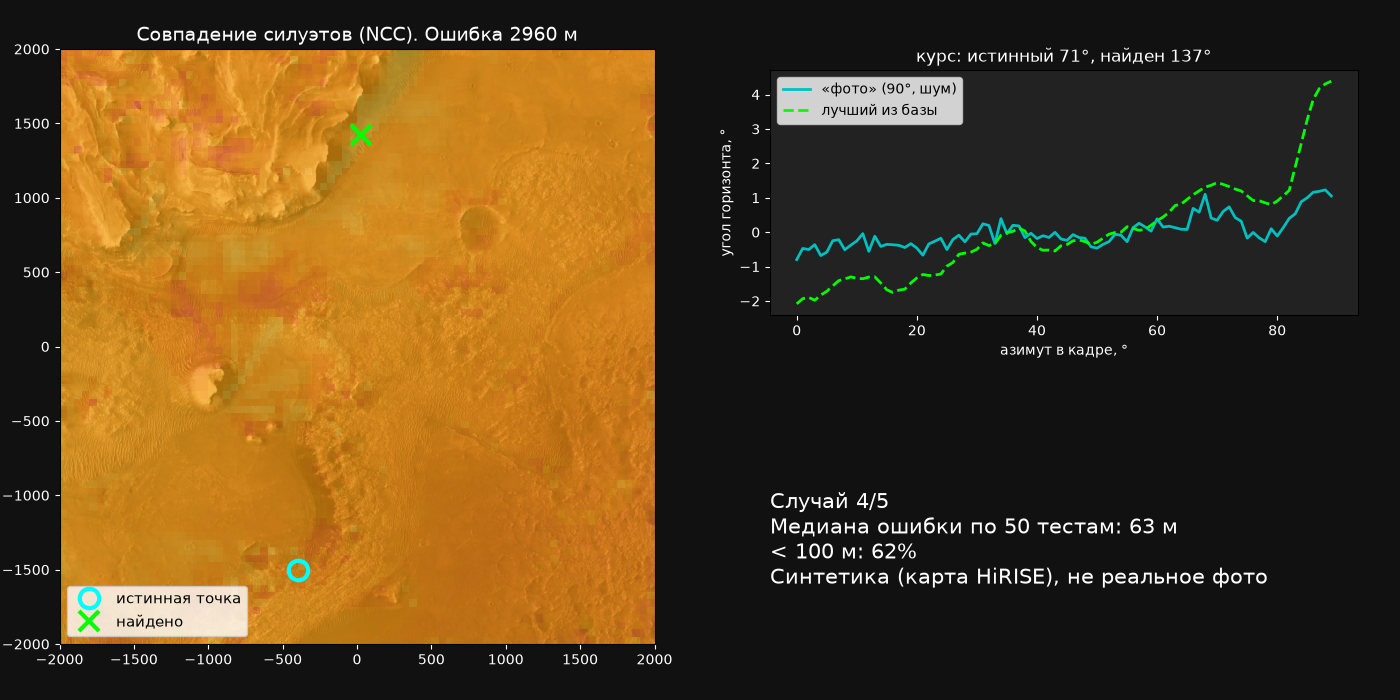 Совпадение силуэтов (NCC). Ошибка 2960 м
2000
1500
1000
500
0
−500
−1000
−1500
−2000
−2000 −1500 −1000 −500 0 500 1000 1500 2000
истинная точка
найдено
курс: истинный 71°, найден 137°
«фото» (90°, шум)
лучший из базы
угол горизонта, °
4
3
2
1
0
−1
−2
0 20 40 60 80
азимут в кадре, °
Случай 4/5
Медиана ошибки по 50 тестам: 63 м
< 100 м: 62%
Синтетика (карта HiRISE), не реальное фото